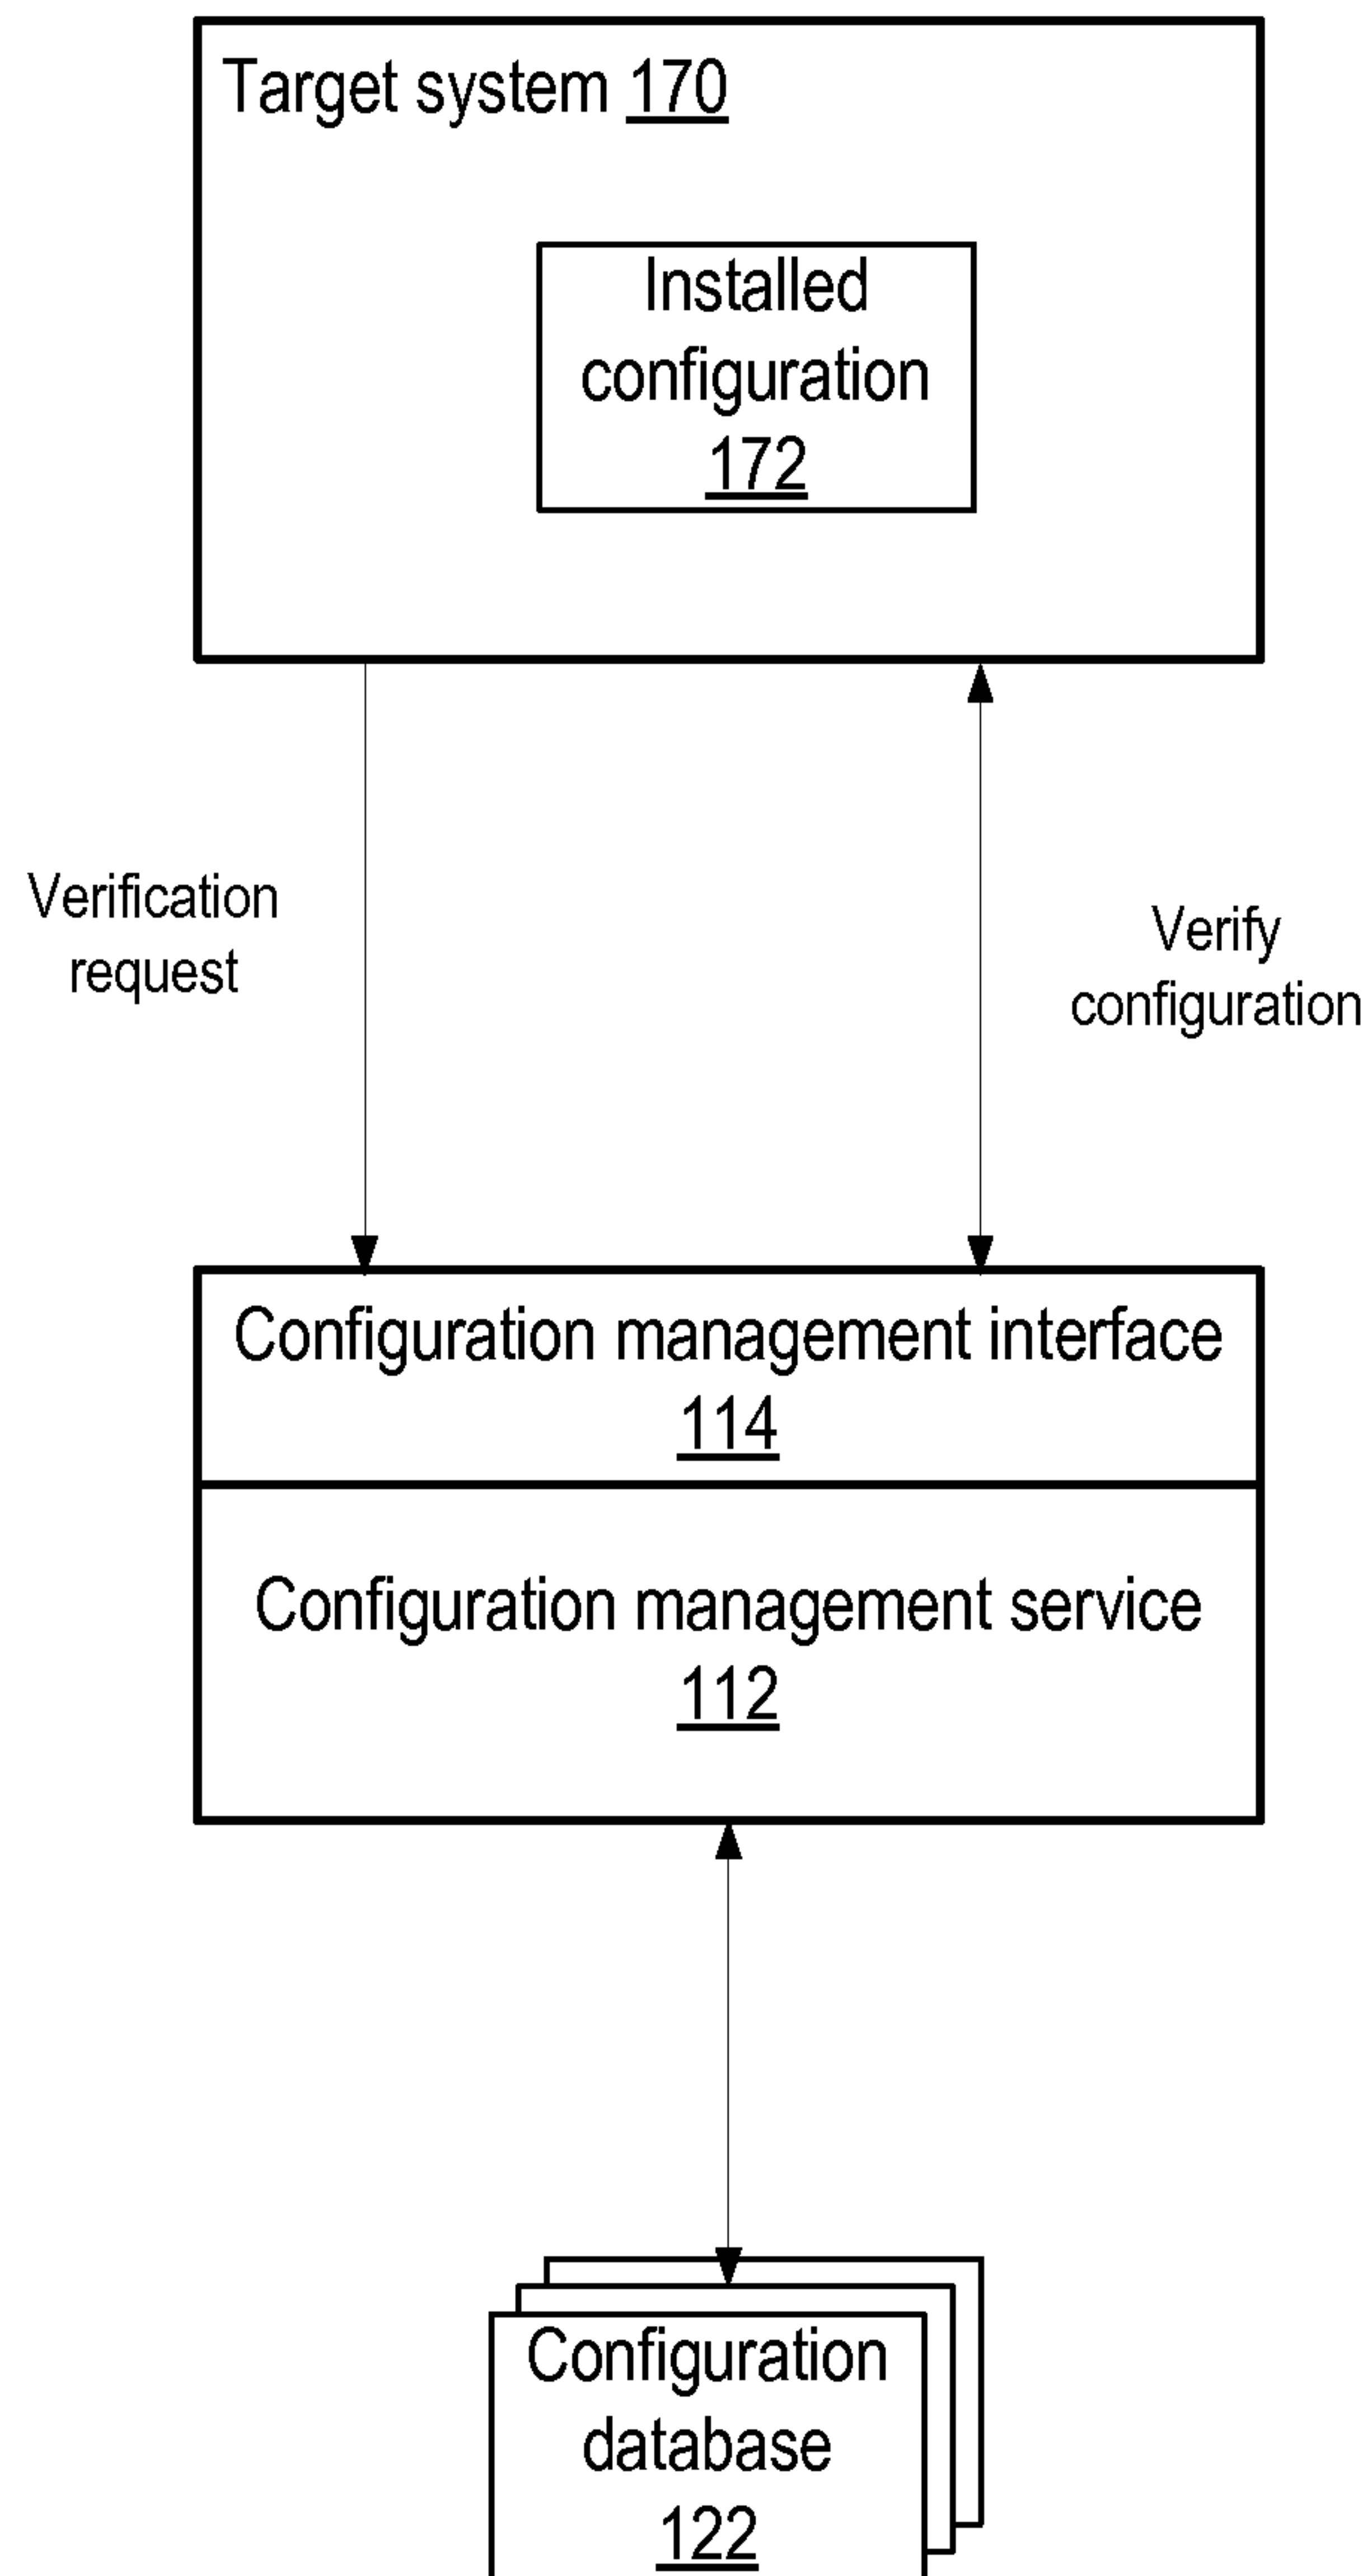 Target system 170
Installed
configuration
172
Verification
request
Verify
configuration
Configuration management interface
114
Configuration management service
112
Configuration
database
122